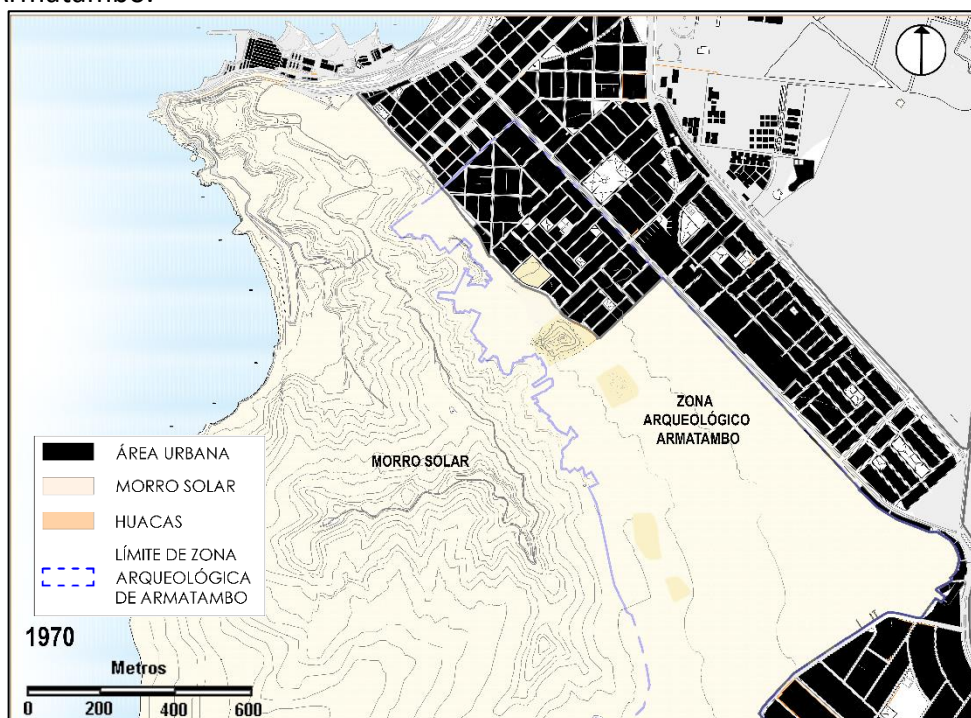 Armatambo.
ZONA
ARQUEOLÓGICO
ARMATAMBO
MORRO SOLAR
ÁREA URBANA
MORRO SOLAR
HUACAS
LÍMITE DE ZONA
ARQUEOLÓGICA
DE ARMATAMBO
1970
Metros
0 200 400 600